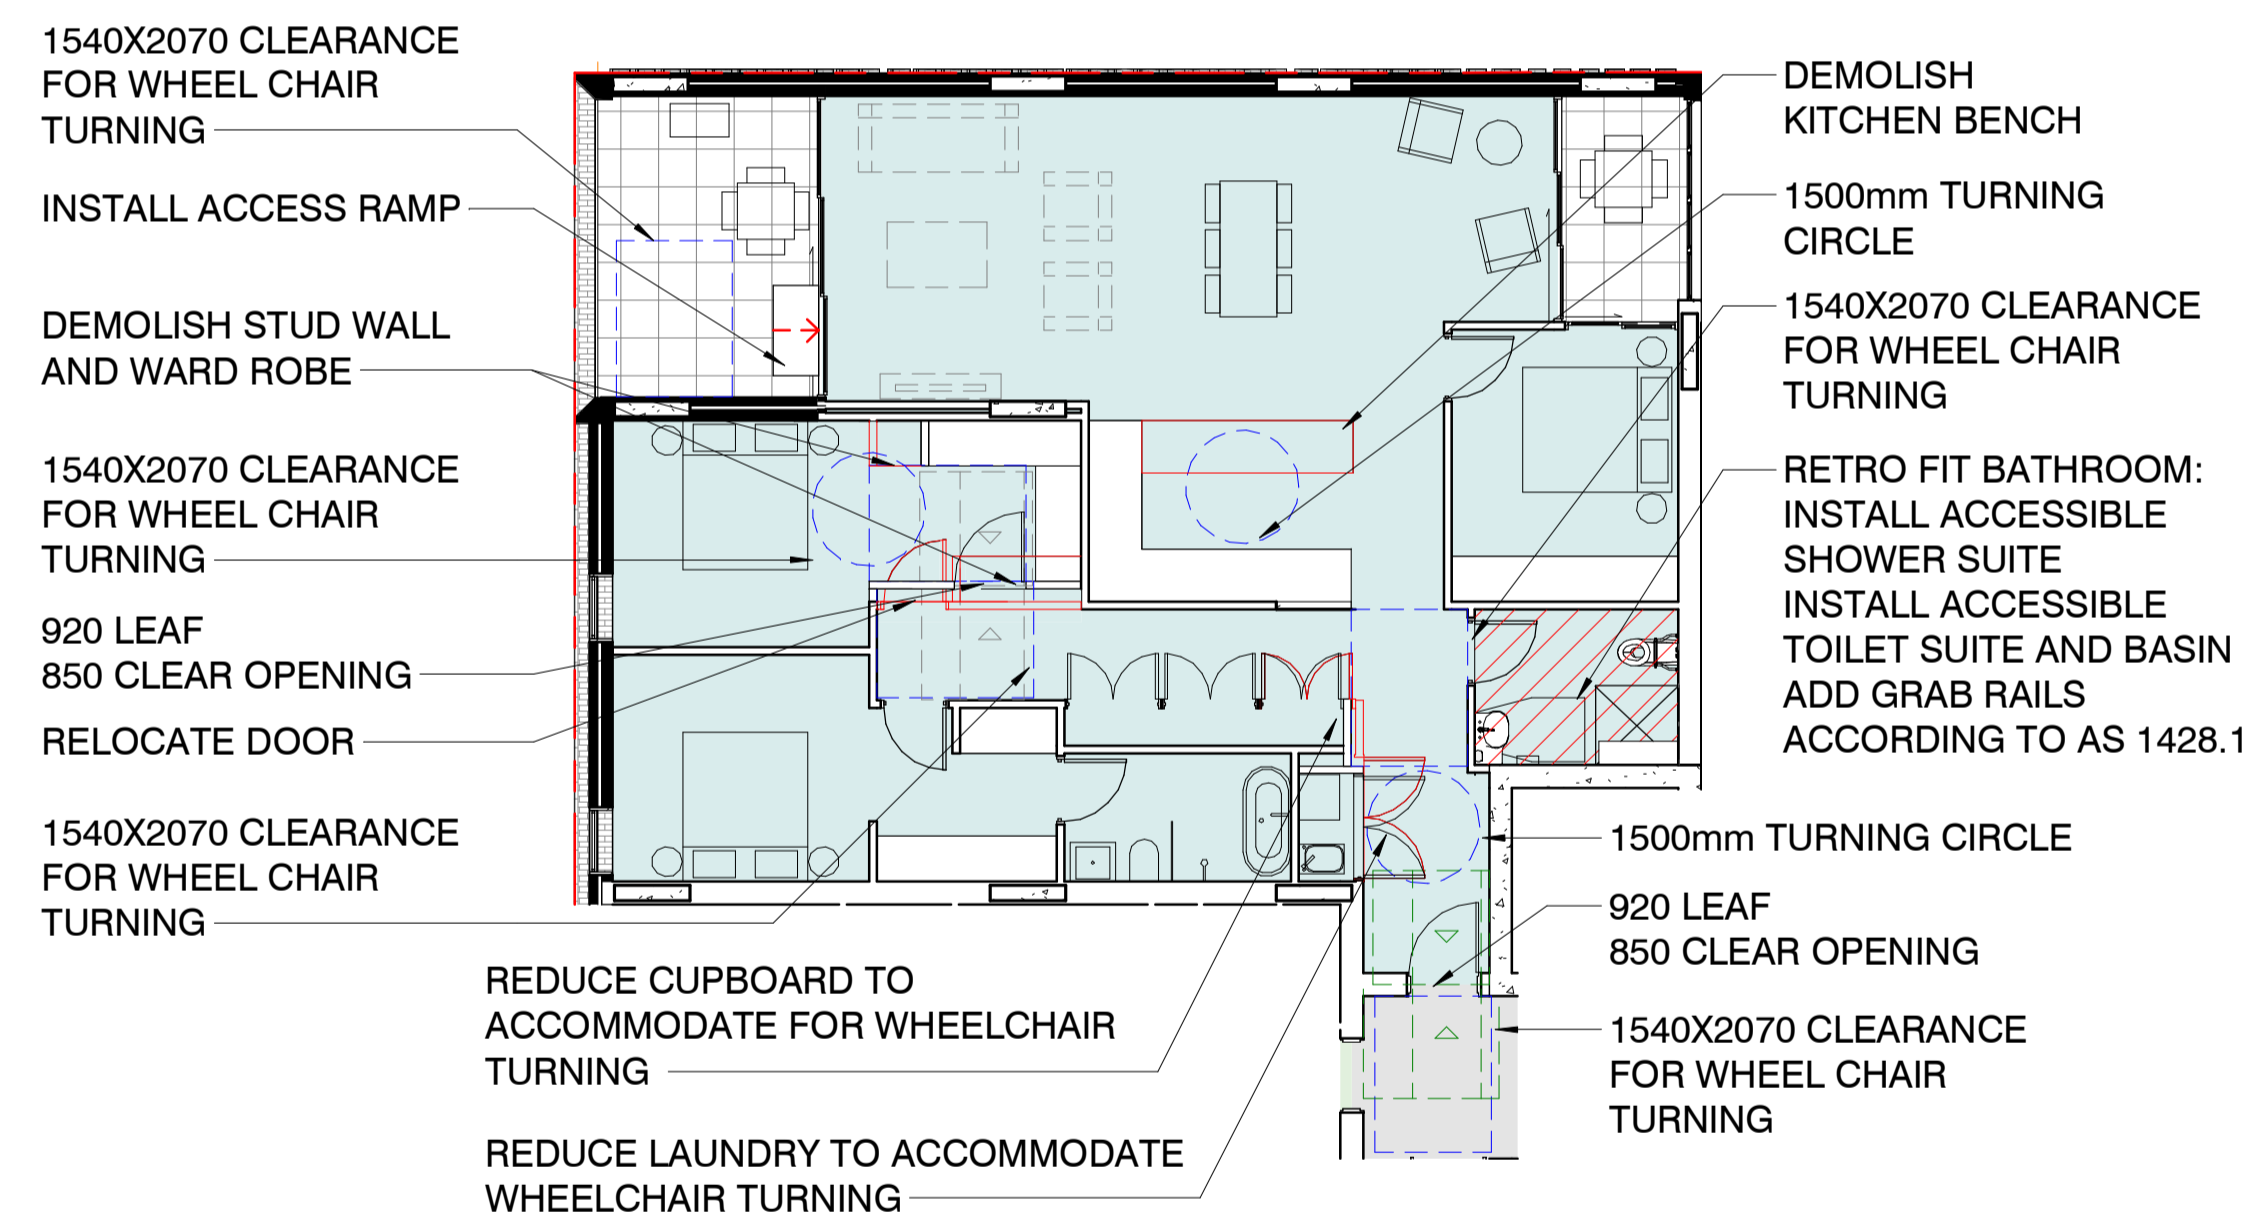 1540X2070 CLEARANCE
FOR WHEEL CHAIR
TURNING
INSTALL ACCESS RAMP
DEMOLISH STUD WALL
AND WARD ROBE
1540X2070 CLEARANCE
FOR WHEEL CHAIR
TURNING
920 LEAF
850 CLEAR OPENING
RELOCATE DOOR
1540X2070 CLEARANCE
FOR WHEEL CHAIR
TURNING
REDUCE CUPBOARD TO
ACCOMMODATE FOR WHEELCHAIR
TURNING
REDUCE LAUNDRY TO ACCOMMODATE
WHEELCHAIR TURNING
DEMOLISH
KITCHEN BENCH
1500mm TURNING
CIRCLE
1540X2070 CLEARANCE
FOR WHEEL CHAIR
TURNING
RETRO FIT BATHROOM:
INSTALL ACCESSIBLE
SHOWER SUITE
INSTALL ACCESSIBLE
TOILET SUITE AND BASIN
ADD GRAB RAILS
ACCORDING TO AS 1428.1
1500mm TURNING CIRCLE
920 LEAF
850 CLEAR OPENING
1540X2070 CLEARANCE
FOR WHEEL CHAIR
TURNING